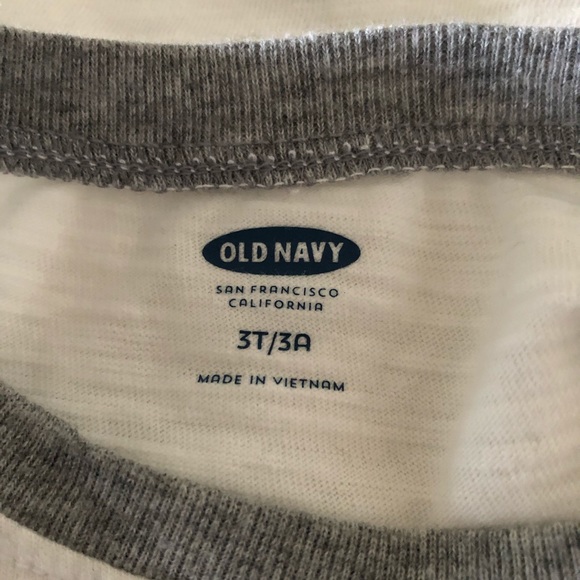 OLD NAVY
SAN FRANCISCO
CALIFORNIA
3T/3A
MADE IN VIETNAM